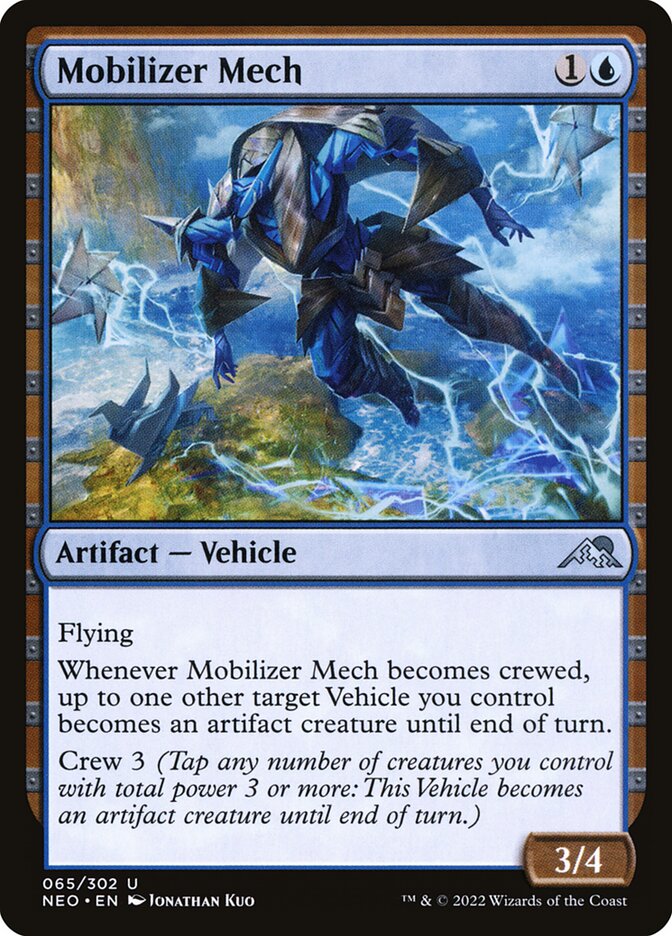 Mobilizer Mech 1
Artifact — Vehicle
Flying
Whenever Mobilizer Mech becomes crewed,
up to one other target Vehicle you control
becomes an artifact creature until end of turn.
Crew 3 (Tap any number of creatures you control
with total power 3 or more: This Vehicle becomes
an artifact creature until end of turn.)
3/4
065/302 U
NEO • EN Jonathan Kuo
™ & © 2022 Wizards of the Coast